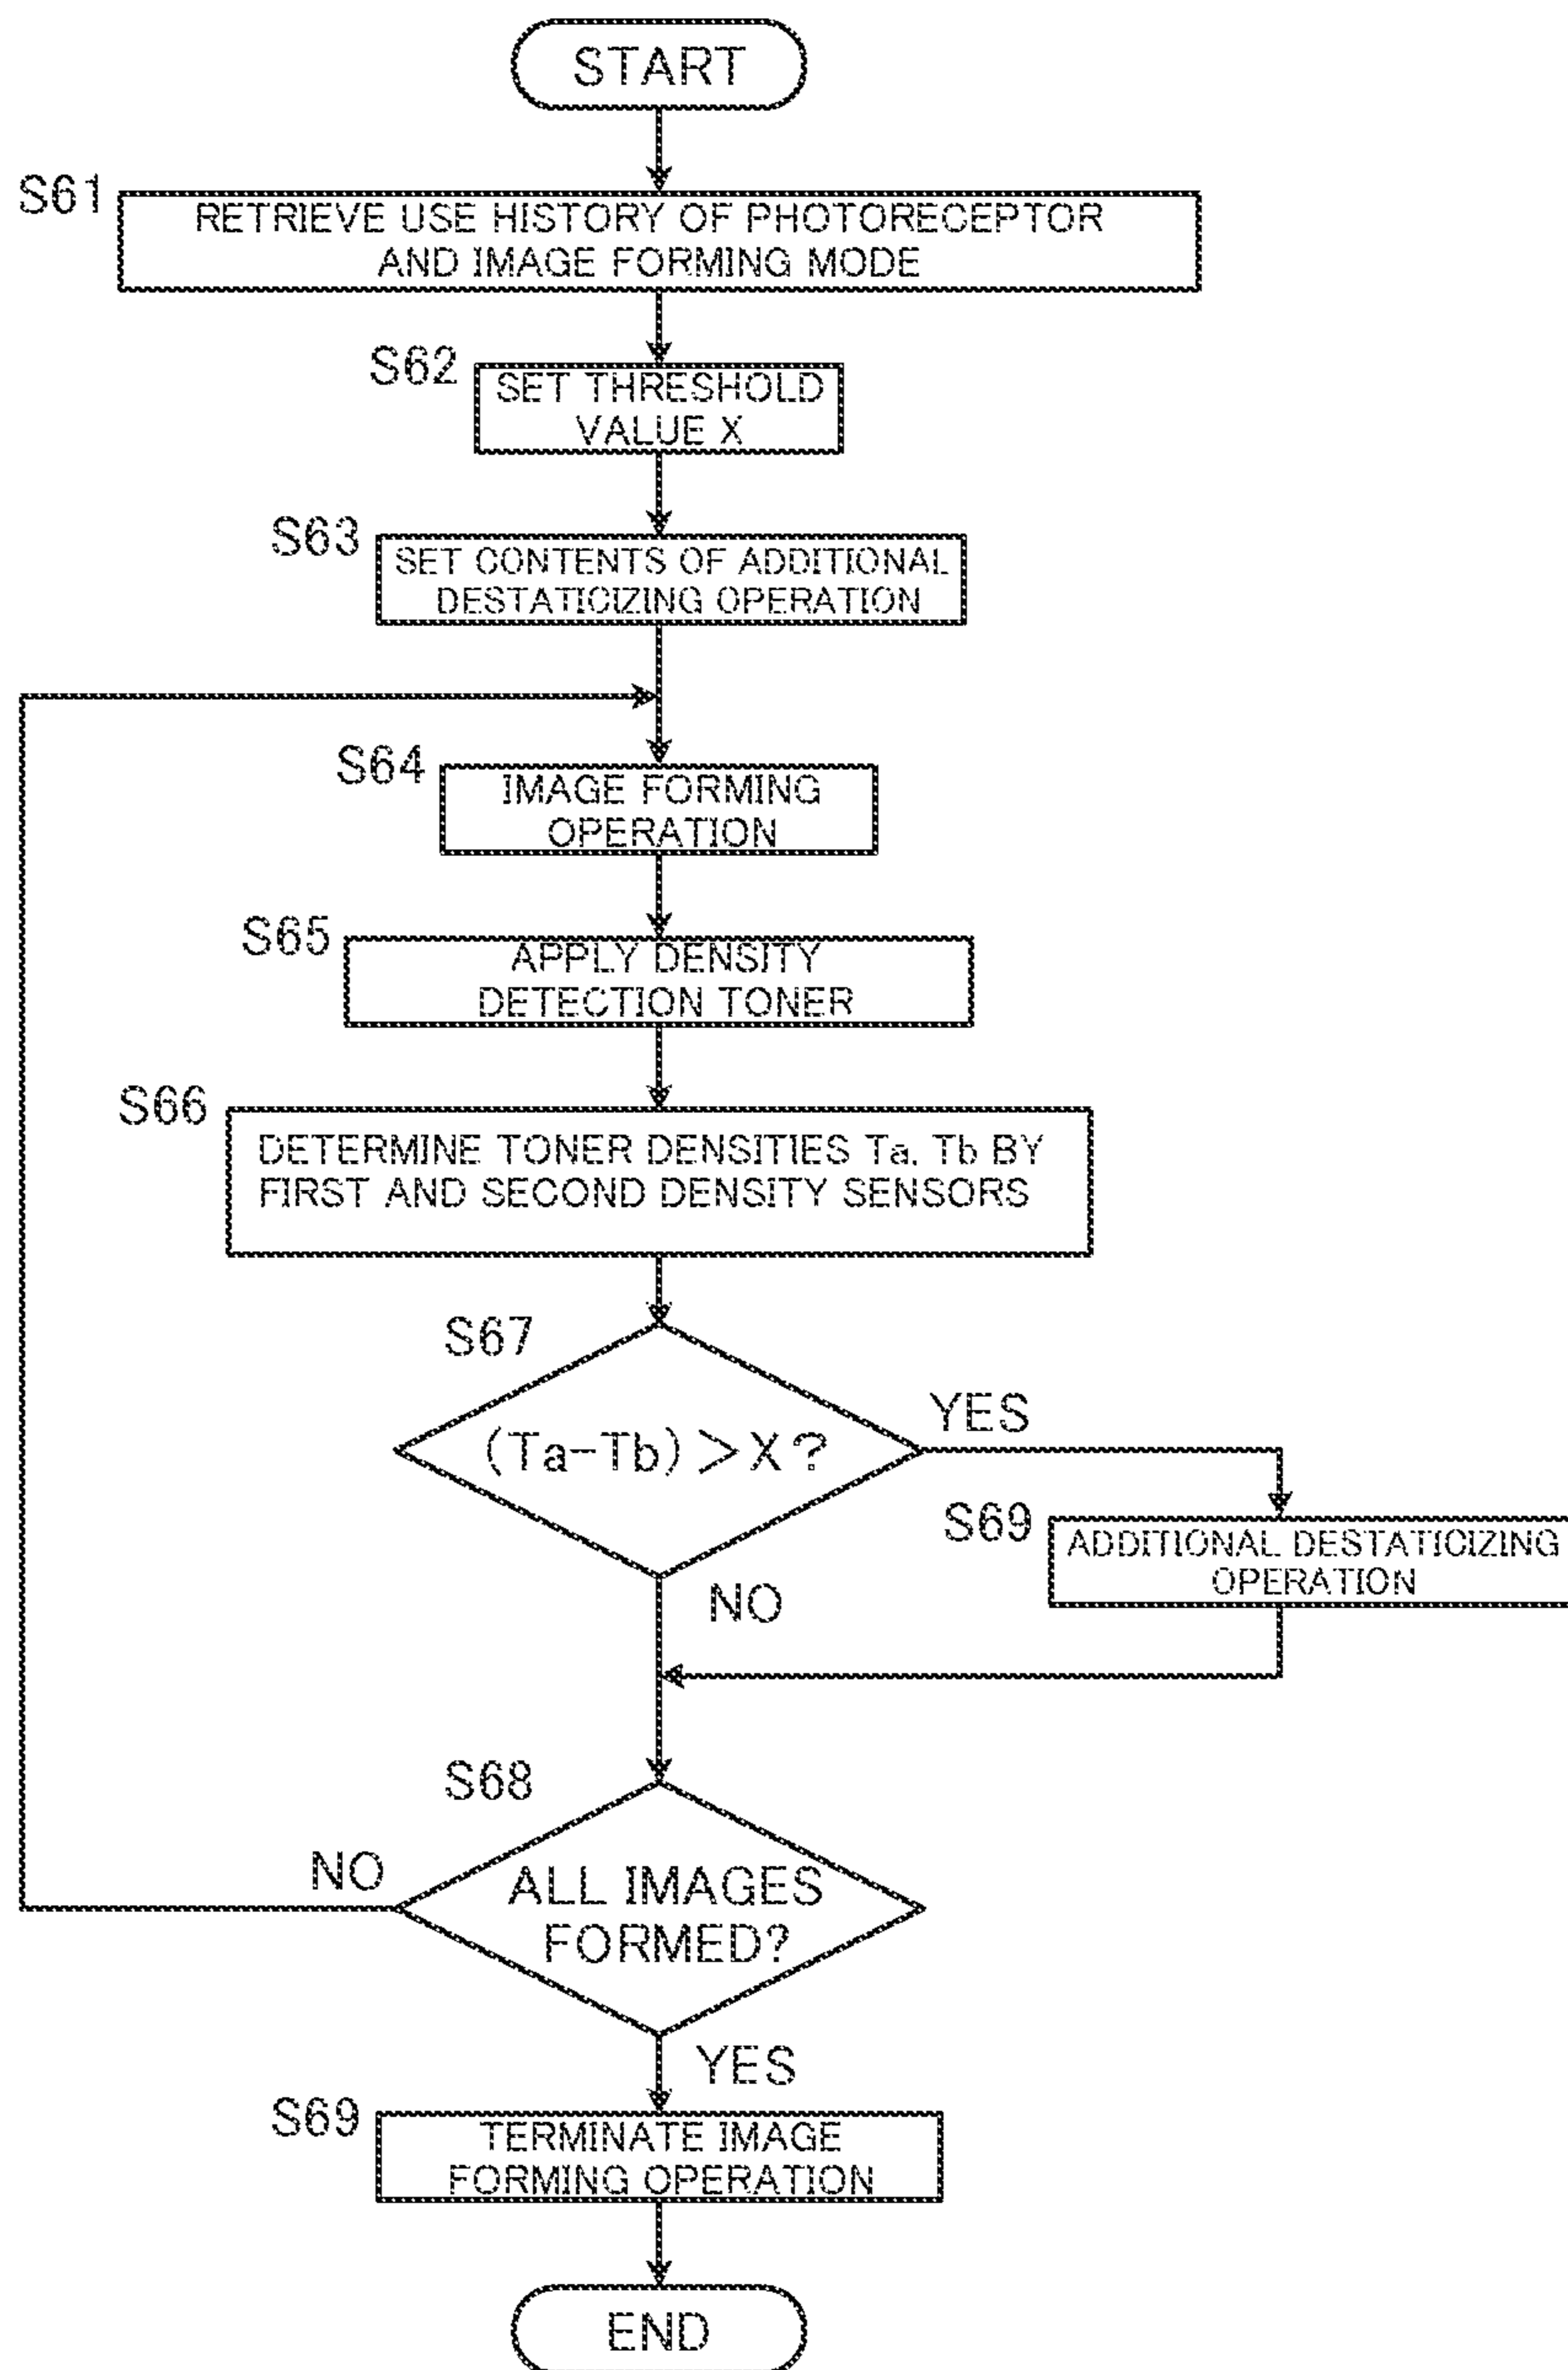 START
S61
RETRIEVE USE HISTORY OF PHOTORECEPTOR
AND IMAGE FORMING MODE
S62
SET THRESHOLD
VALUE X
S63
SET CONTENTS OF ADDITIONAL
DESTATICIZING OPERATION
S64
IMAGE FORMING
OPERATION
S65
APPLY DENSITY
DETECTION TONER
S66
DETERMINE TONER DENSITIES Ta, Tb BY
FIRST AND SECOND DENSITY SENSORS
S67
(Ta-Tb)>X?
YES
S69
ADDITIONAL DESTATICIZING
OPERATION
NO
S68
ALL IMAGES
FORMED?
NO
YES
S69
TERMINATE IMAGE
FORMING OPERATION
END